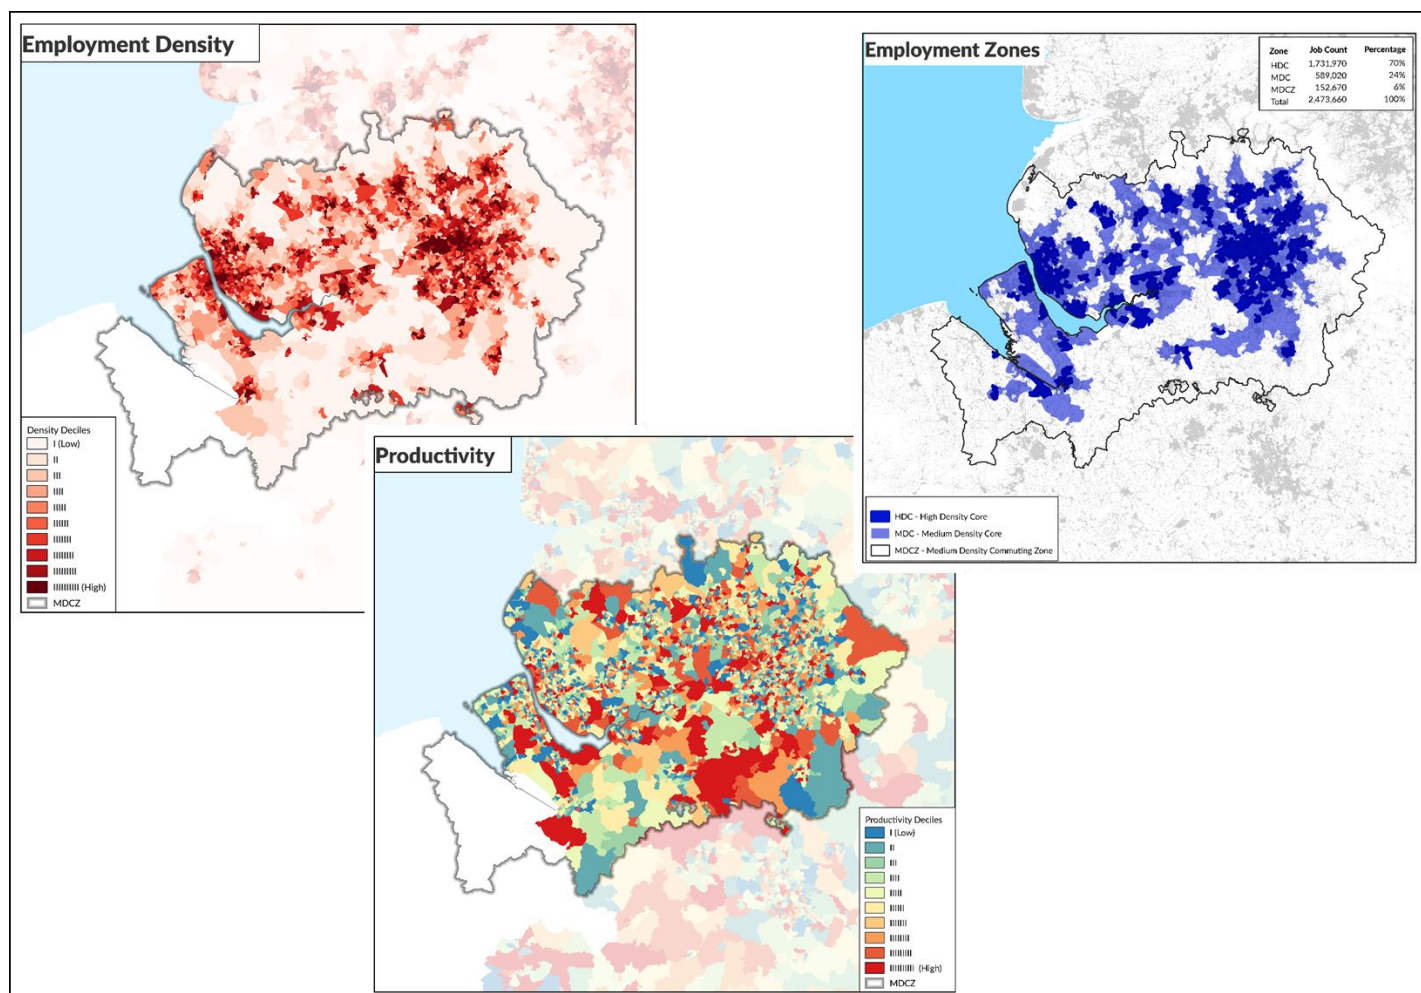 Employment Density
Density Deciles
I (Low)
II
III
IIII
IIIII
IIIIII
IIIIIII
IIIIIIII
IIIIIIIII
IIIIIIIIII (High)
MDCZ
Productivity
Productivity Deciles
I (Low)
II
III
IIII
IIIII
IIIIII
IIIIIII
IIIIIIII
IIIIIIIII
IIIIIIIIII (High)
MDCZ
Employment Zones
Zone Job Count Percentage
HDC 1,731,970 70%
MDC 589,020 24%
MDCZ 152,670 6%
Total 2,473,660 100%
HDC - High Density Core
MDC - Medium Density Core
MDCZ - Medium Density Commuting Zone